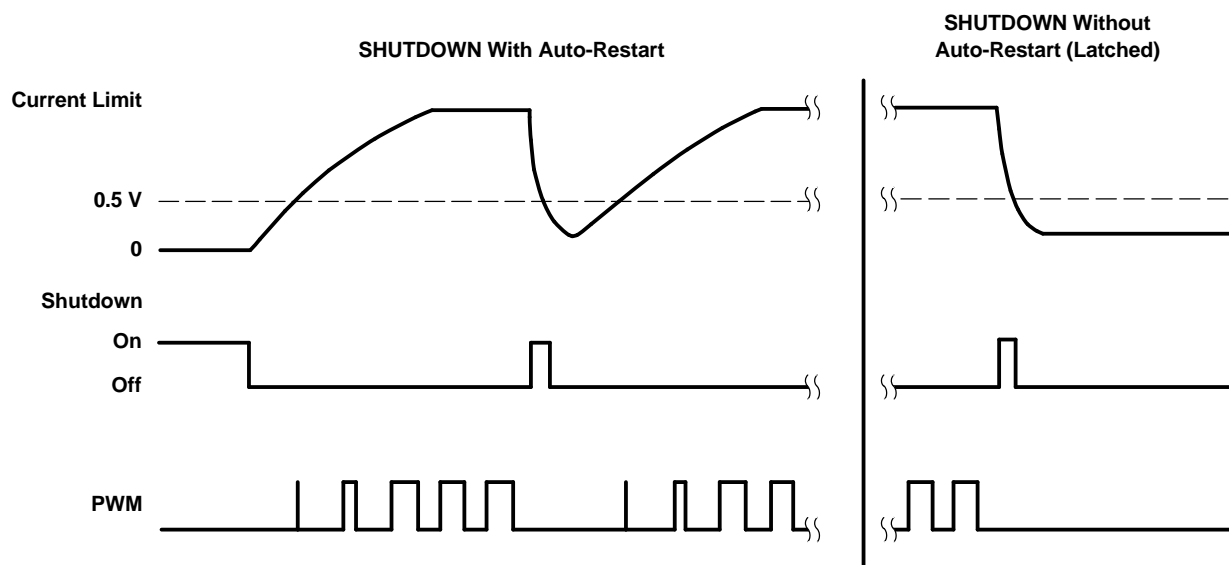 SHUTDOWN With Auto-Restart
SHUTDOWN Without
Auto-Restart (Latched)
Current Limit
0.5 V
0
Shutdown
On
Off
PWM